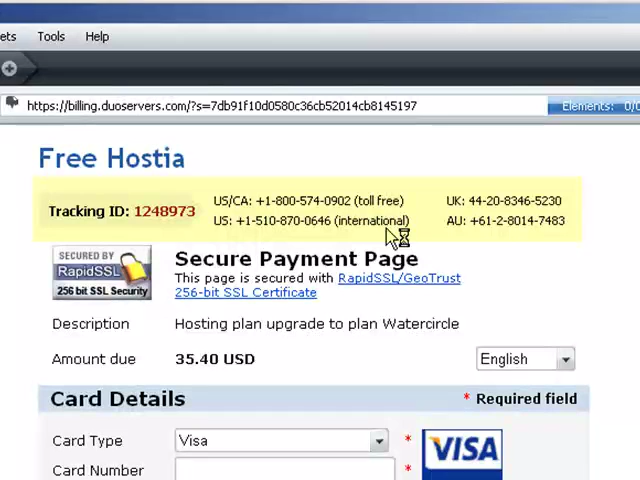 ets Tools Help
https://billing.duoservers.com/?s=7db91f10d0580c36cb52014cb8145197 Elements: 0/0
Free Hostia
Tracking ID: 1248973
US/CA: +1-800-574-0902 (toll free) UK: 44-20-8346-5230
US: +1-510-870-0646 (international) AU: +61-2-8014-7483
SECURED BY
RapidSSL
256 bit SSL Security
Secure Payment Page
This page is secured with RapidSSL/GeoTrust
256-bit SSL Certificate
Description Hosting plan upgrade to plan Watercircle
Amount due 35.40 USD English
Card Details * Required field
Card Type Visa * VISA
Card Number *